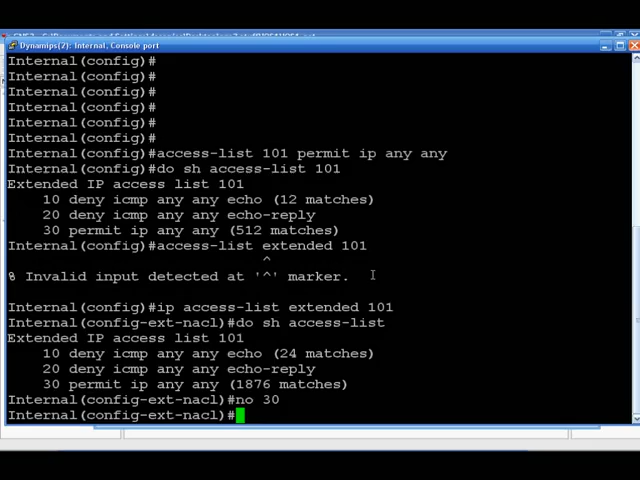 Dynamips(2): Internal, Console port
Internal(config)#
Internal(config)#
Internal(config)#
Internal(config)#
Internal(config)#
Internal(config)#
Internal(config)#access-list 101 permit ip any any
Internal(config)#do sh access-list 101
Extended IP access list 101
    10 deny icmp any any echo (12 matches)
    20 deny icmp any any echo-reply
    30 permit ip any any (512 matches)
Internal(config)#access-list extended 101
                              ^
% Invalid input detected at '^' marker.
Internal(config)#ip access-list extended 101
Internal(config-ext-nacl)#do sh access-list
Extended IP access list 101
    10 deny icmp any any echo (24 matches)
    20 deny icmp any any echo-reply
    30 permit ip any any (1876 matches)
Internal(config-ext-nacl)#no 30
Internal(config-ext-nacl)#